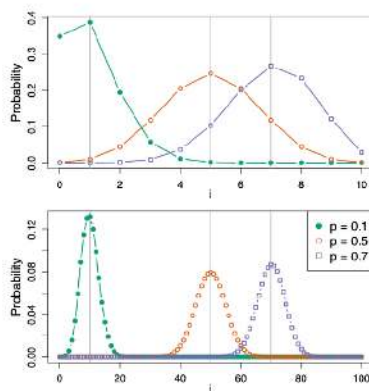 Probability
0.0 0.1 0.2 0.3 0.4
0 2 4 6 8 10
i
Probability
0.00 0.04 0.08 0.12
p = 0.1
p = 0.5
p = 0.7
0 20 40 60 80 100
i